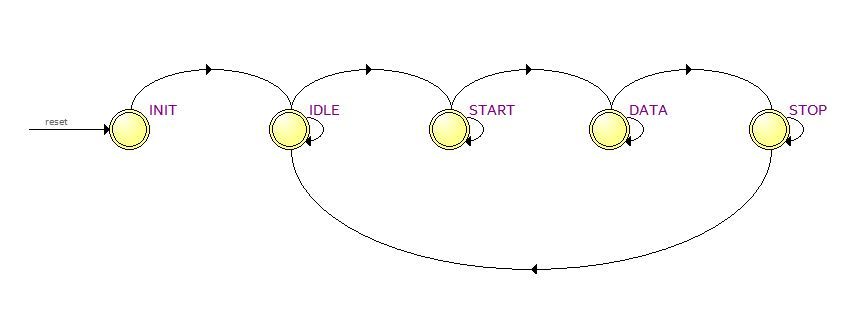 INIT
IDLE
START
DATA
STOP
reset